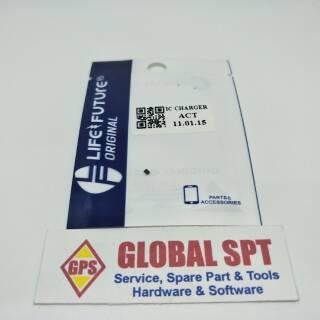 LIFE FUTURE®
ORIGINAL
IC CHARGER
ACT
11.01.15
PARTES
ACCESSORIES
GPS
GLOBAL SPT
Service, Spare Part & Tools
Hardware & Software